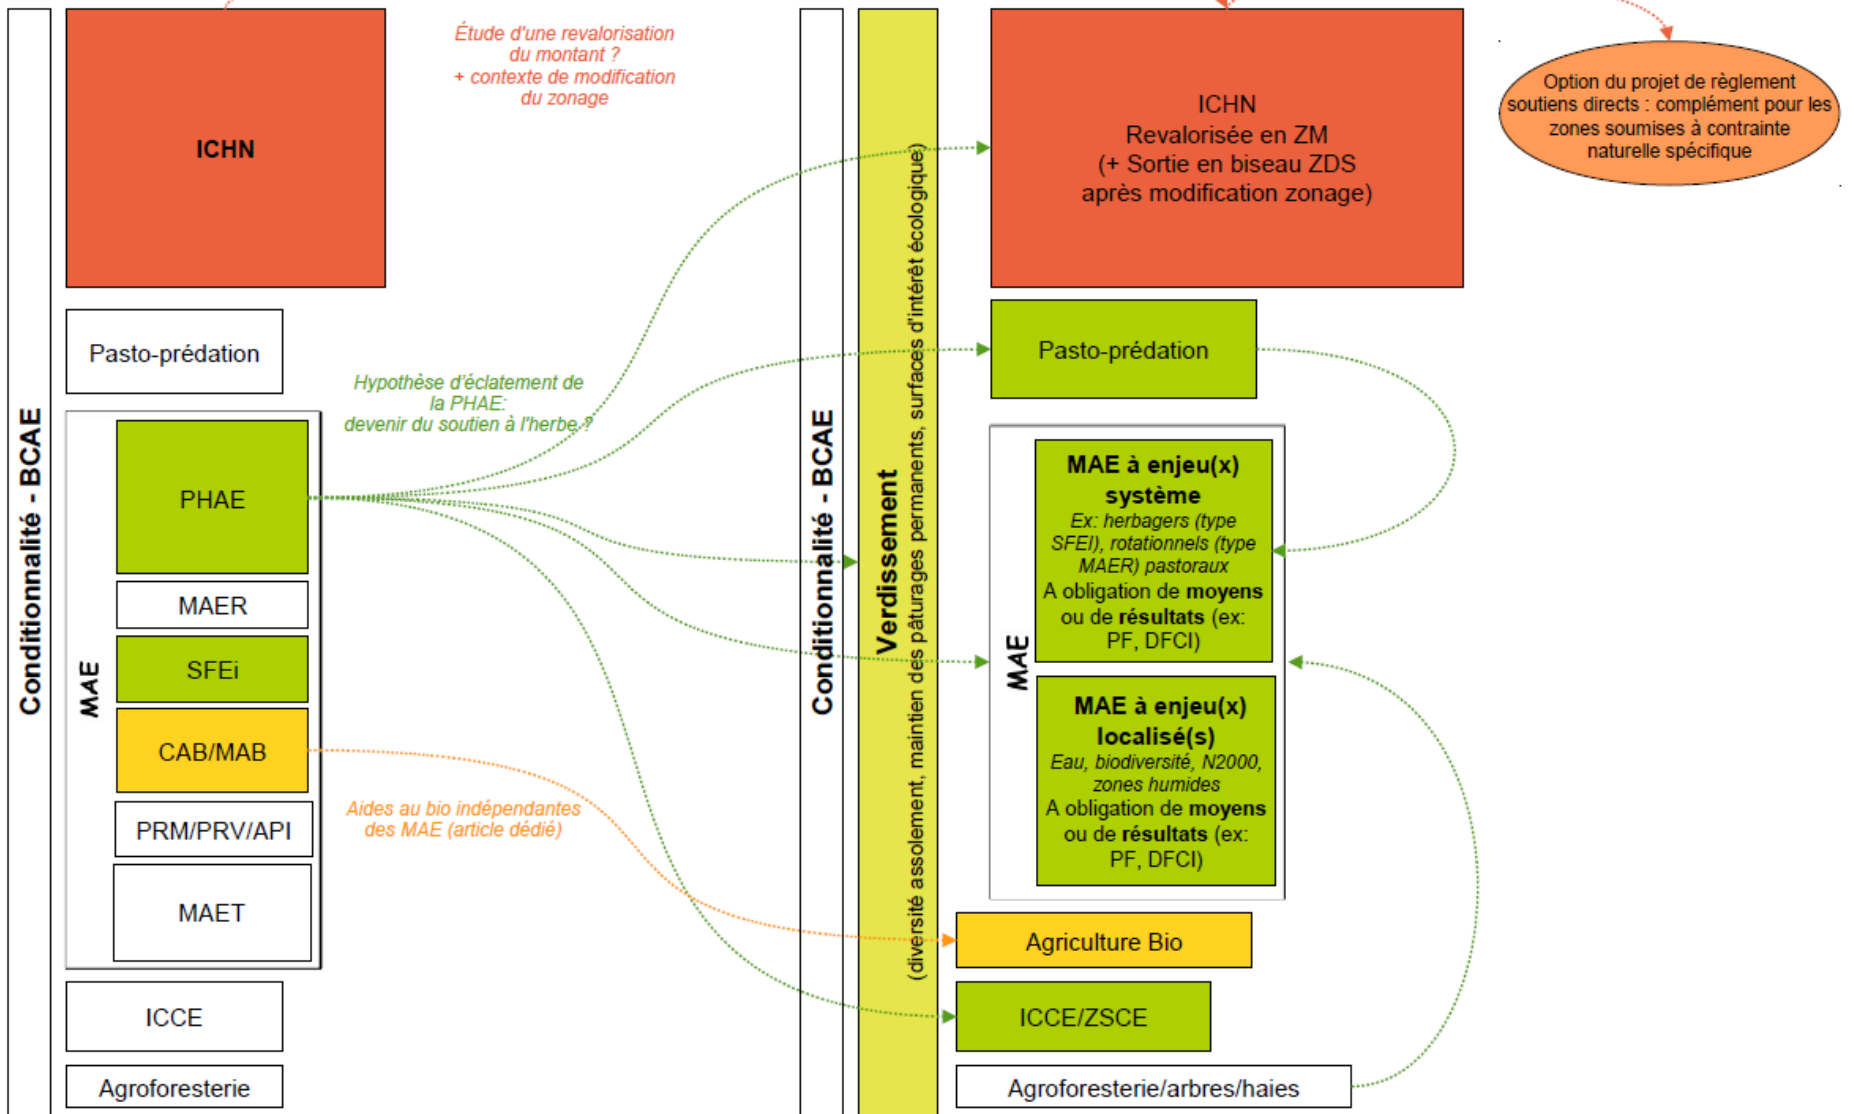 Conditionnalité - BCAE
ICHN
Étude d'une revalorisation
du montant ?
+ contexte de modification
du zonage
Pasto-prédation
Hypothèse d'éclatement de
la PHAE:
devenir du soutien à l'herbe ?
MAE
PHAE
MAER
SFEi
CAB/MAB
PRM/PRV/API
MAET
Aides au bio indépendantes
des MAE (article dédié)
ICCE
Agroforesterie
Conditionnalité - BCAE
Verdissement
(diversité assolement, maintien des pâturages permanents, surfaces d'intérêt écologique)
ICHN
Revalorisée en ZM
(+ Sortie en biseau ZDS
après modification zonage)
Option du projet de règlement
soutiens directs : complément pour les
zones soumises à contrainte
naturelle spécifique
Pasto-prédation
MAE
MAE à enjeu(x)
système
Ex: herbagers (type
SFEI), rotationnels (type
MAER) pastoraux
A obligation de moyens
ou de résultats (ex:
PF, DFCI)
MAE à enjeu(x)
localisé(s)
Eau, biodiversité, N2000,
zones humides
A obligation de moyens
ou de résultats (ex:
PF, DFCI)
Agriculture Bio
ICCE/ZSCE
Agroforesterie/arbres/haies